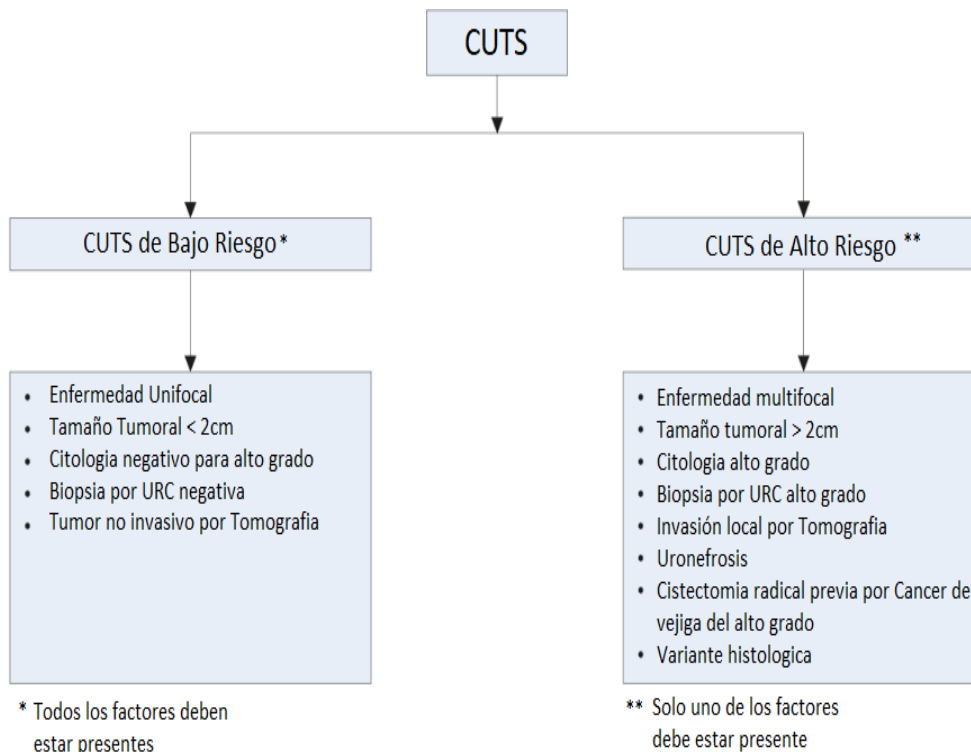 CUTS
CUTS de Bajo Riesgo *
CUTS de Alto Riesgo **
• Enfermedad Unifocal
• Tamaño Tumoral < 2cm
• Citologia negativo para alto grado
• Biopsia por URC negativa
• Tumor no invasivo por Tomografia
• Enfermedad multifocal
• Tamaño tumoral > 2cm
• Citologia alto grado
• Biopsia por URC alto grado
• Invasión local por Tomografia
• Uronefrosis
• Cistectomia radical previa por Cancer de
vejiga del alto grado
• Variante histologica
* Todos los factores deben
estar presentes
** Solo uno de los factores
debe estar presente